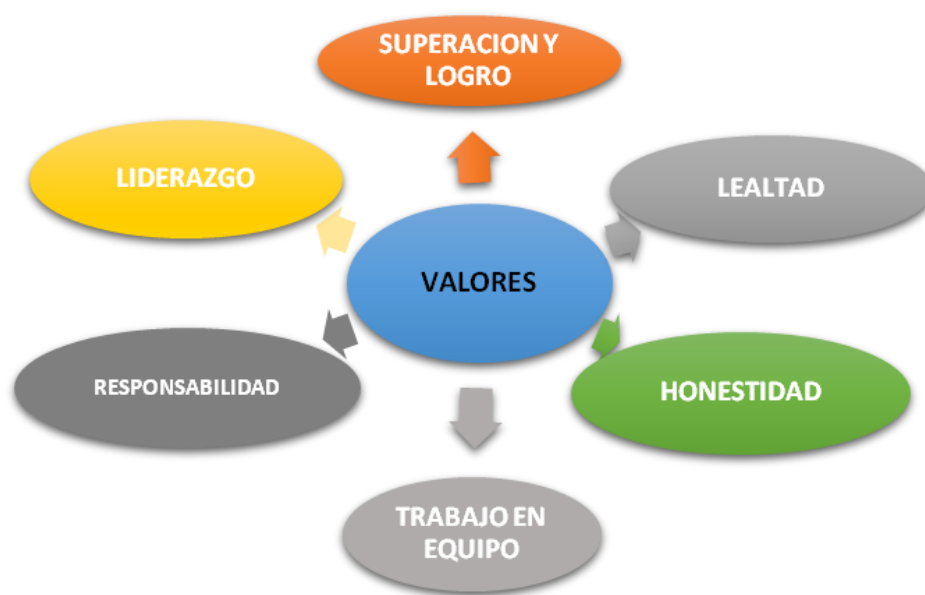 SUPERACION Y
LOGRO
LIDERAZGO
LEALTAD
VALORES
RESPONSABILIDAD
HONESTIDAD
TRABAJO EN
EQUIPO